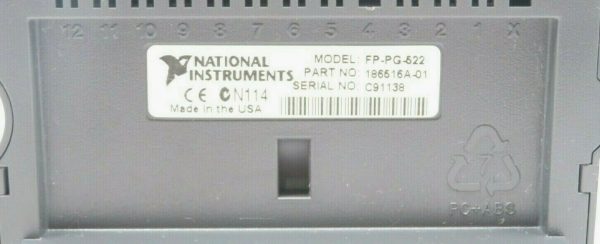 12 11 10 9 8 7 6 5 4 3 2 1 X
NATIONAL INSTRUMENTS
MODEL: FP-PG-522
PART NO: 186516A-01
SERIAL NO: C91138
CE N114
Made in the USA
PC+ABS